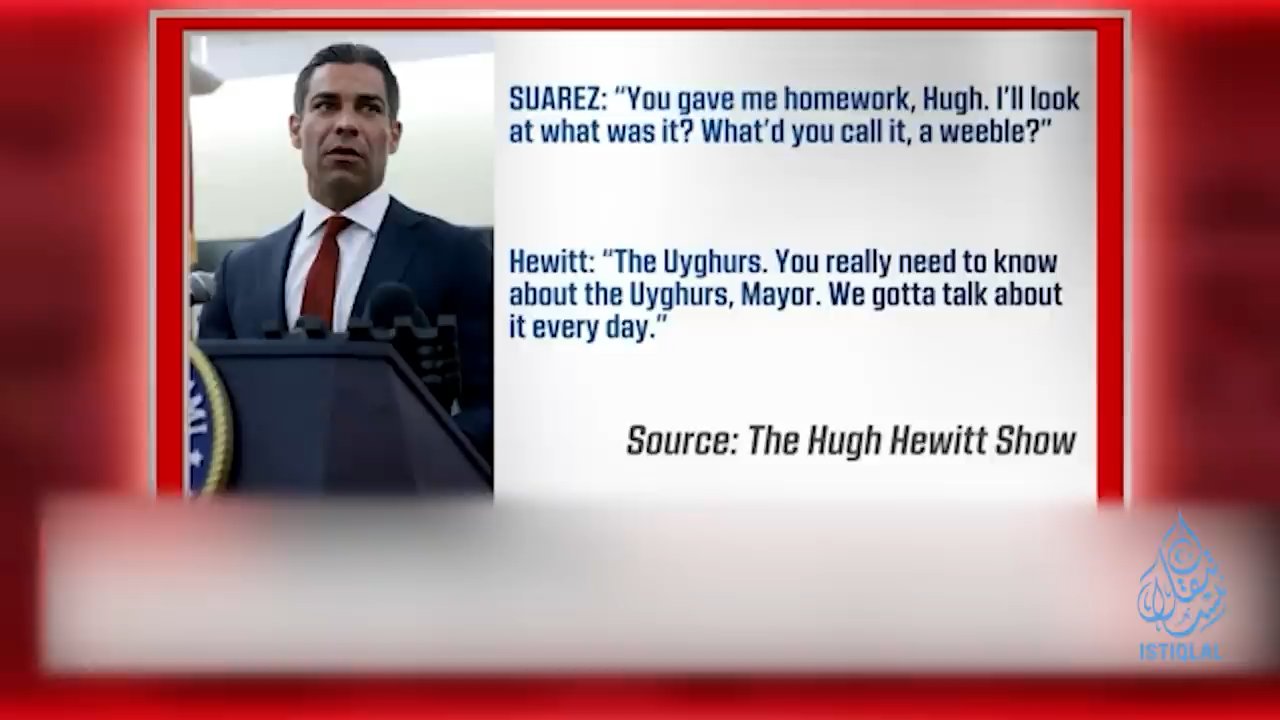 SUAREZ: “You gave me homework, Hugh. I’ll look
at what was it? What’d you call it, a weeble?”
Hewitt: “The Uyghurs. You really need to know
about the Uyghurs, Mayor. We gotta talk about
it every day.”
Source: The Hugh Hewitt Show
ISTIQLAL